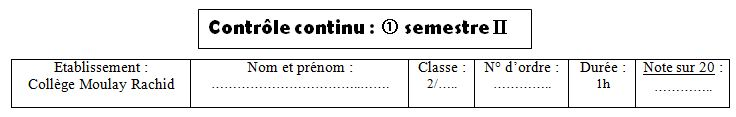 Contrôle continu : ① semestre II
Etablissement :
Collège Moulay Rachid
Nom et prénom :
……………………………..…….
Classe :
2/…..
N° d’ordre :
…………..
Durée :
1h
Note sur 20 :
…………..